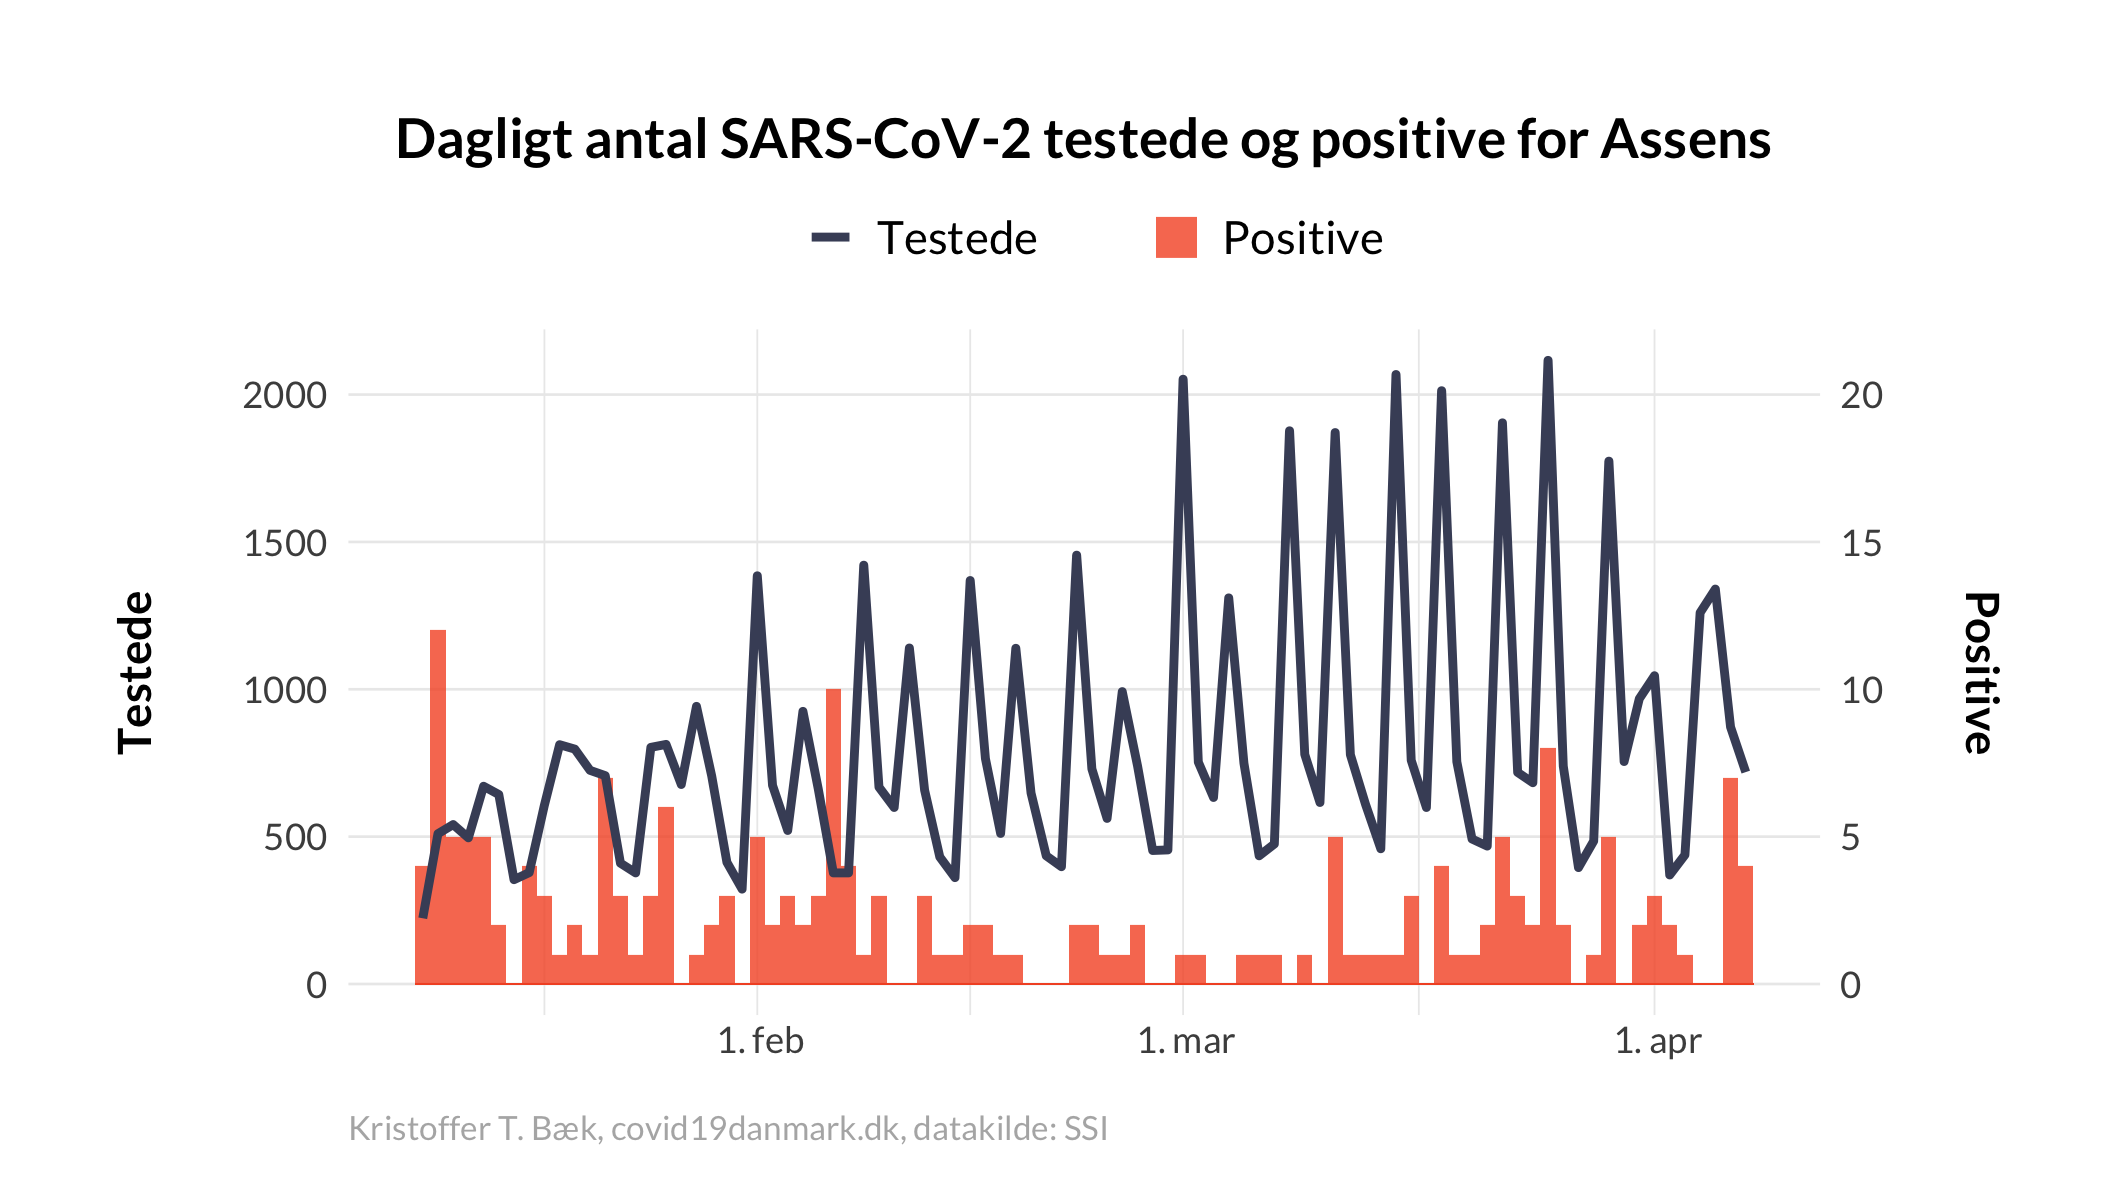 Dagligt antal SARS-CoV-2 testede og positive for Assens
Testede
Positive
2000
1500
1000
500
0
20
15
10
5
0
Testede
Positive
1. feb
1. mar
1. apr
Kristoffer T. Bæk, covid19danmark.dk, datakilde: SSI